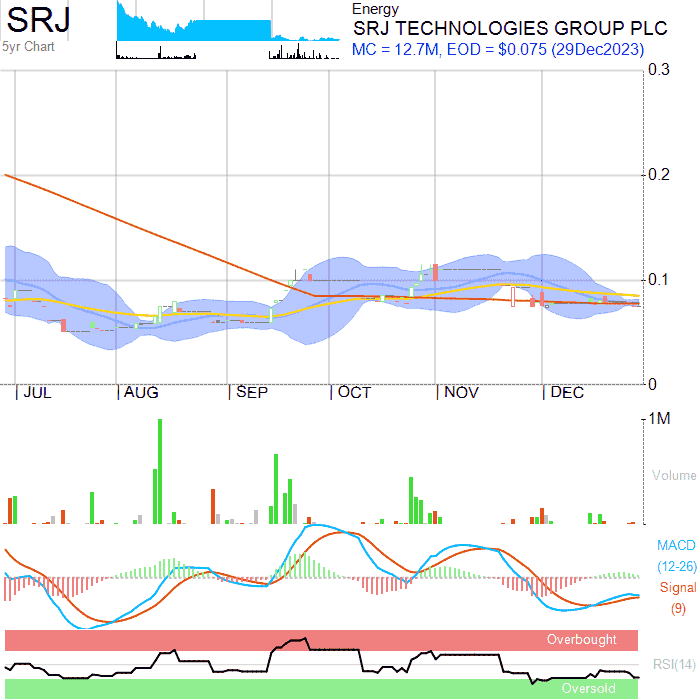 SRJ
5yr Chart
Energy
SRJ TECHNOLOGIES GROUP PLC
MC = 12.7M, EOD = $0.075 (29Dec2023)
0.3
0.2
0.1
0
JUL AUG SEP OCT NOV DEC
1M
Volume
MACD
(12-26)
Signal
(9)
Overbought
RSI(14)
Oversold